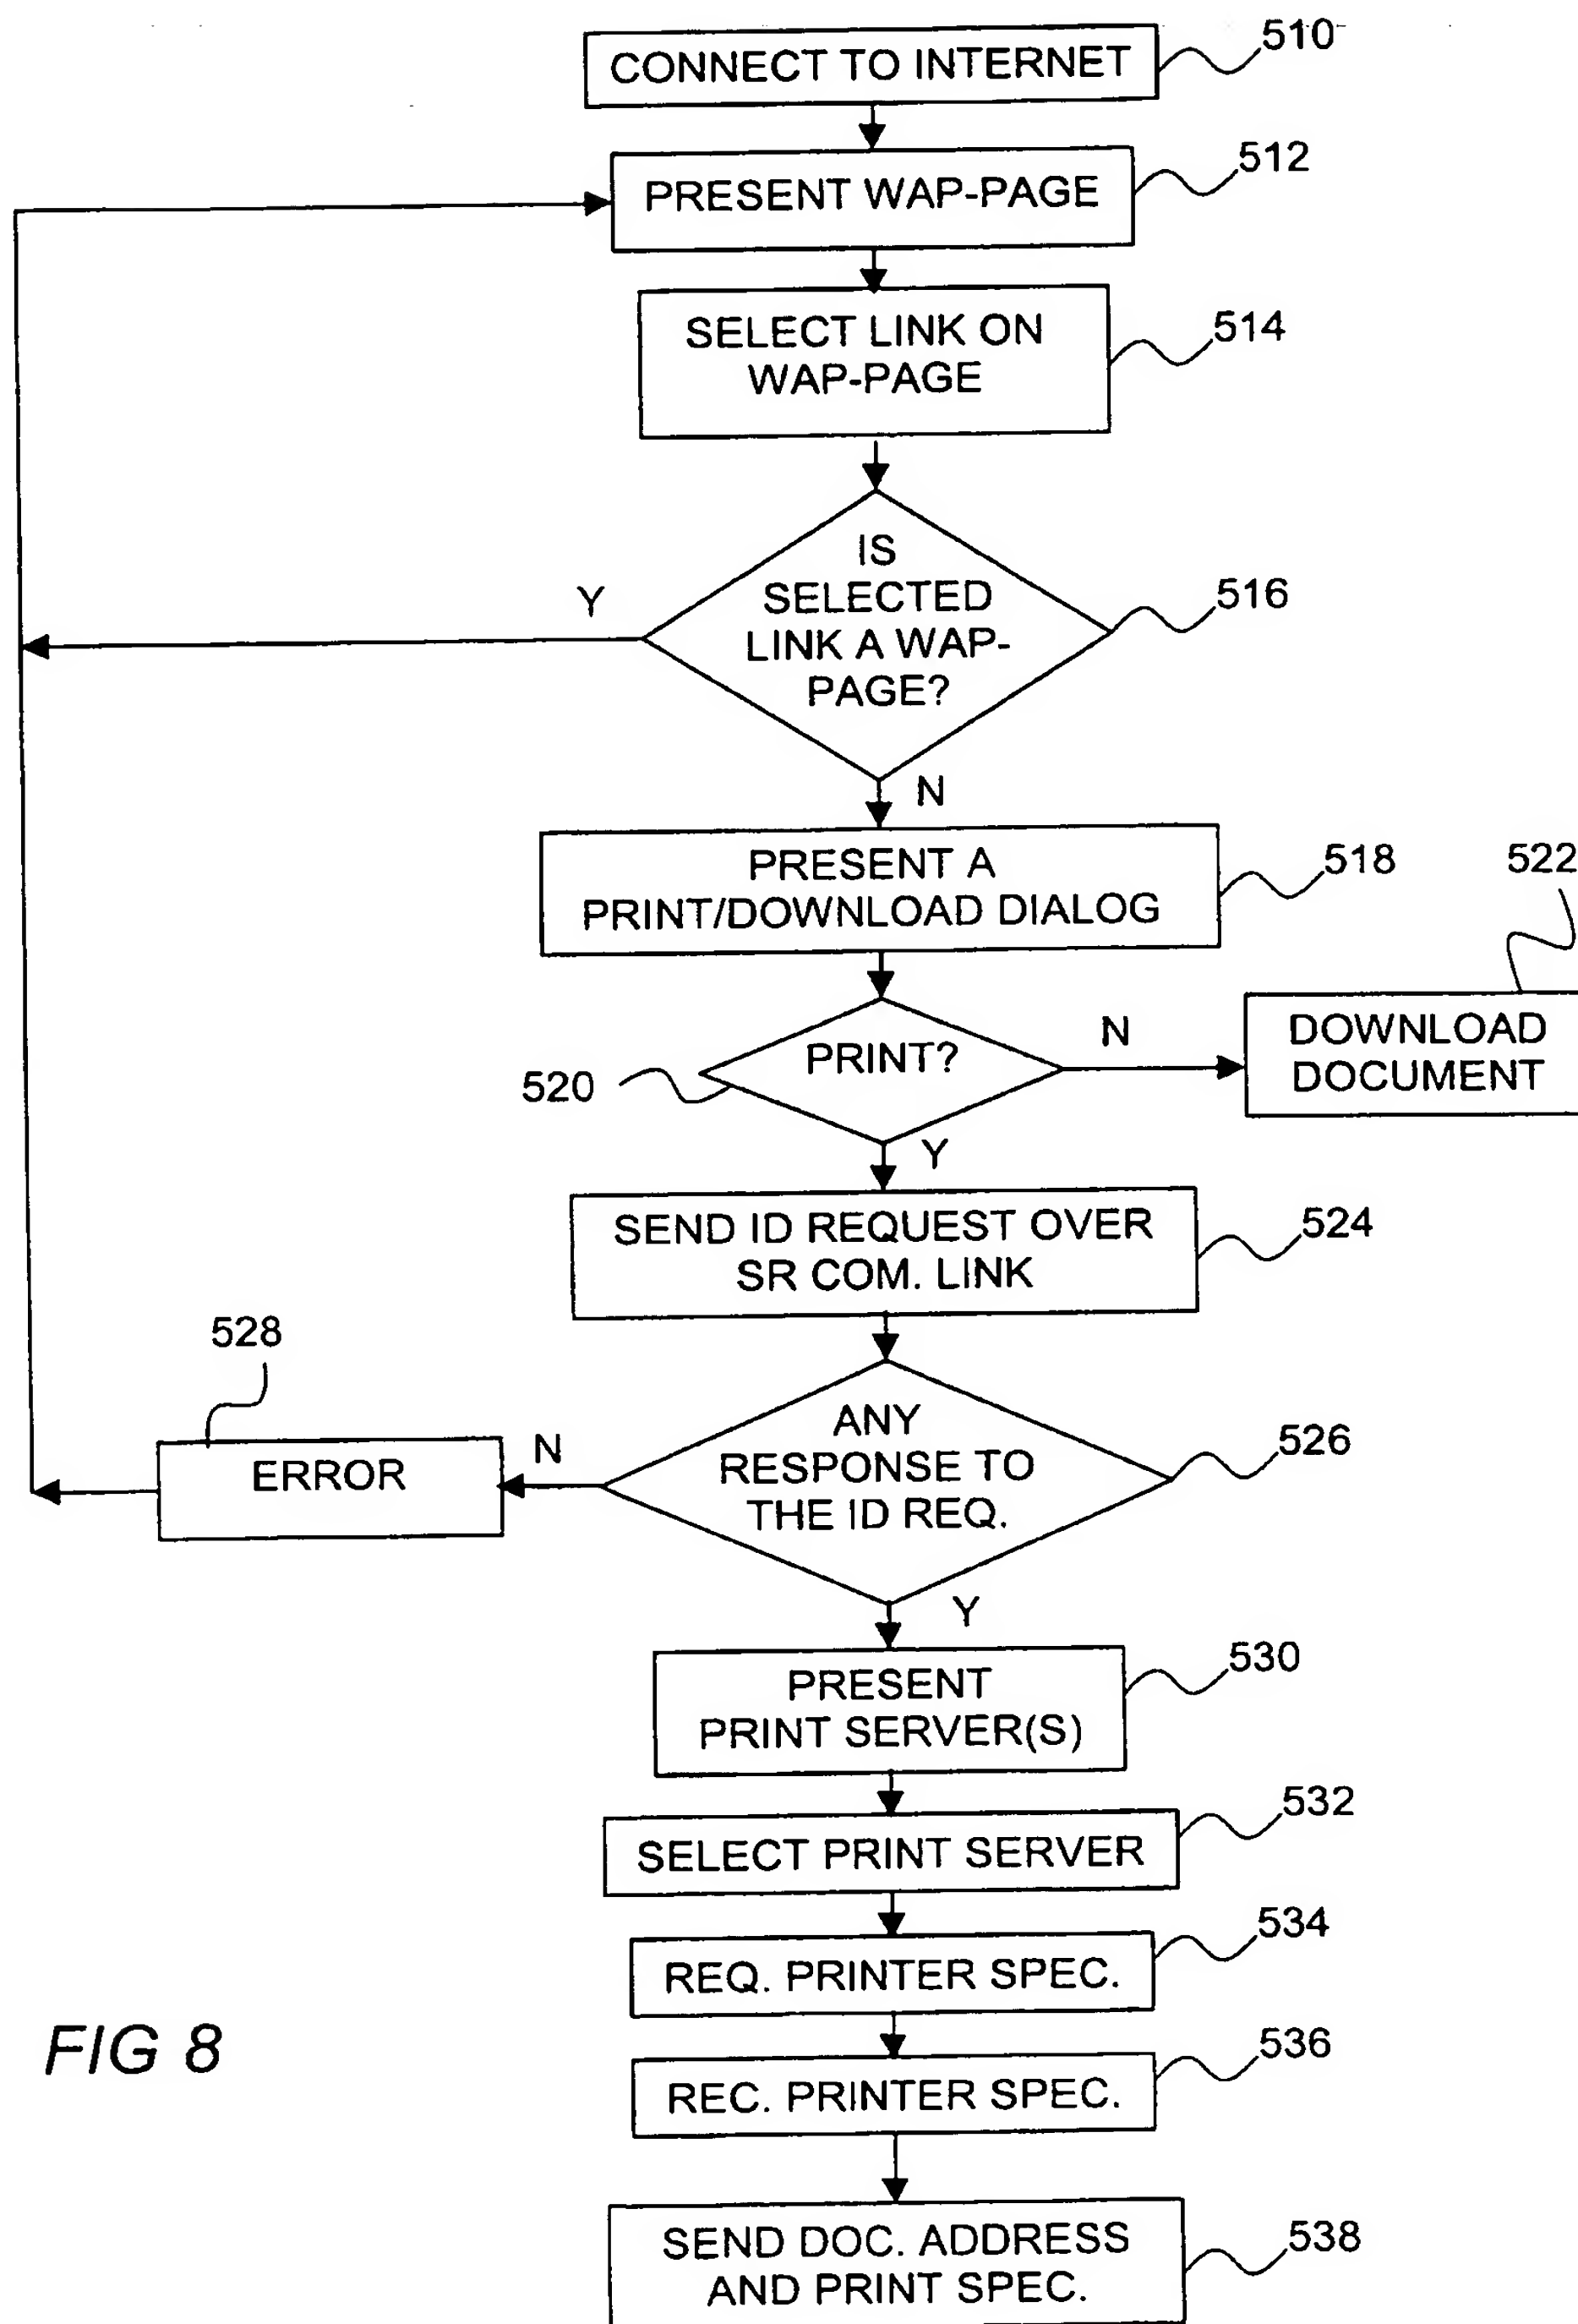 CONNECT TO INTERNET
510
PRESENT WAP-PAGE
512
SELECT LINK ON
WAP-PAGE
514
IS
SELECTED
LINK A WAP-
PAGE?
516
Y
N
PRESENT A
PRINT/DOWNLOAD DIALOG
518
522
PRINT?
520
N
DOWNLOAD
DOCUMENT
Y
SEND ID REQUEST OVER
SR COM. LINK
524
528
ERROR
N
ANY
RESPONSE TO
THE ID REQ.
526
Y
PRESENT
PRINT SERVER(S)
530
SELECT PRINT SERVER
532
REQ. PRINTER SPEC.
534
REC. PRINTER SPEC.
536
FIG 8
SEND DOC. ADDRESS
AND PRINT SPEC.
538